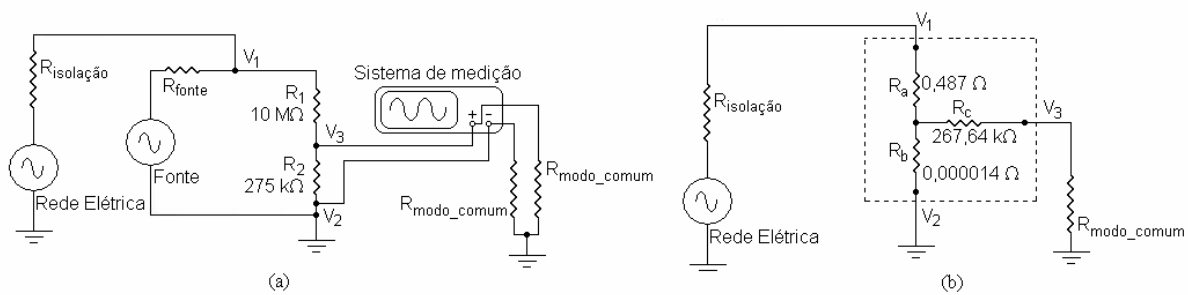 V1
Risolação
Rfonte
R1
10 MΩ
Sistema de medição
+ -
V3
R2
275 kΩ
Fonte
Rede Elétrica
V2
Rmodo_comum
Rmodo_comum
(a)
V1
Risolação
Ra
0,487 Ω
Rc
V3
267,64 kΩ
Rb
0,000014 Ω
V2
Rede Elétrica
Rmodo_comum
(b)